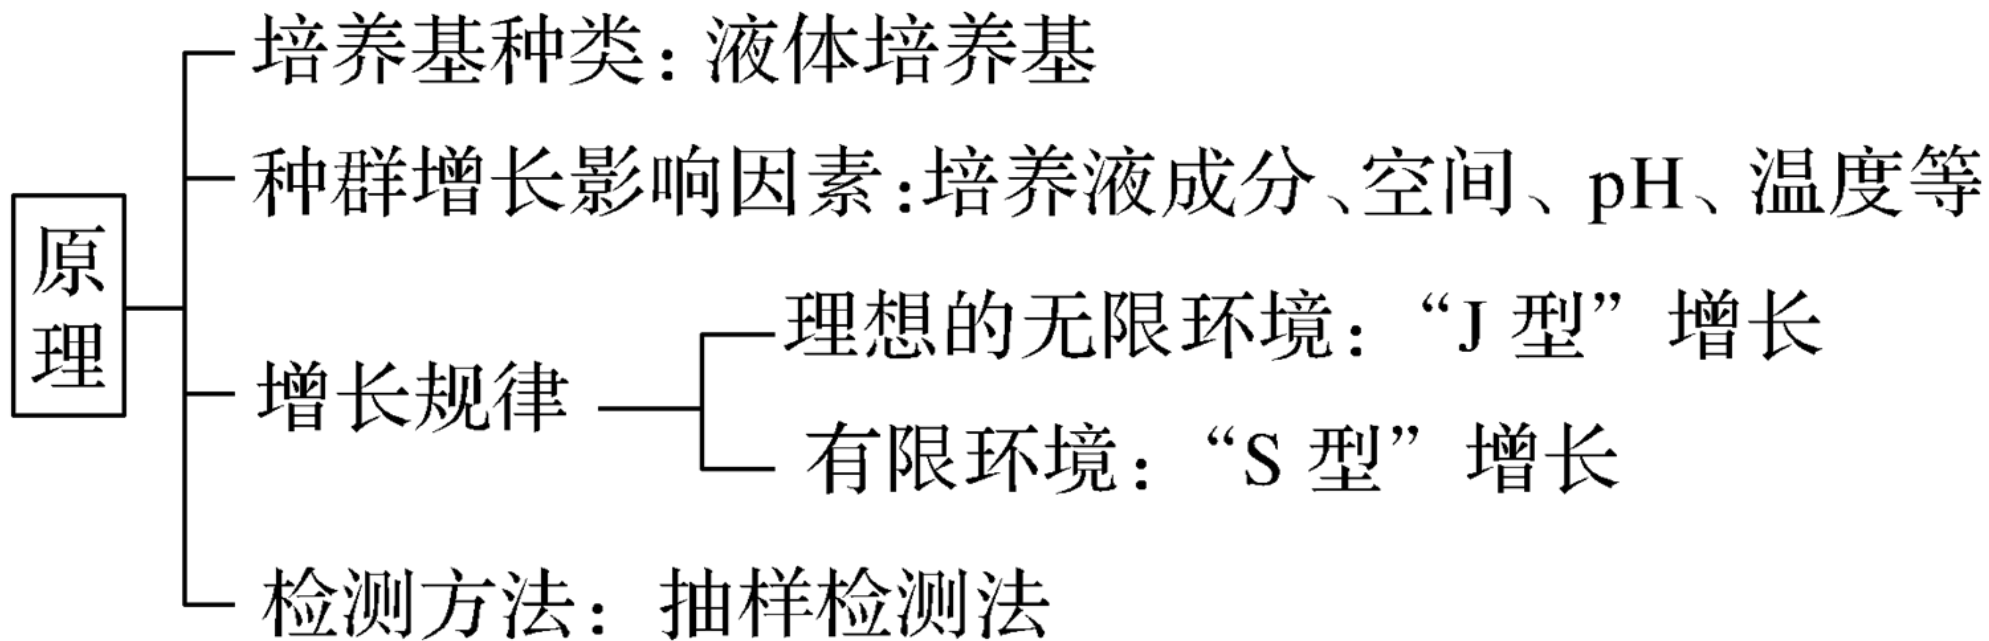 培养基种类：液体培养基
种群增长影响因素：培养液成分、空间、pH、温度等
原理
理想的无限环境：“J 型”增长
增长规律
有限环境：“S 型”增长
检测方法：抽样检测法